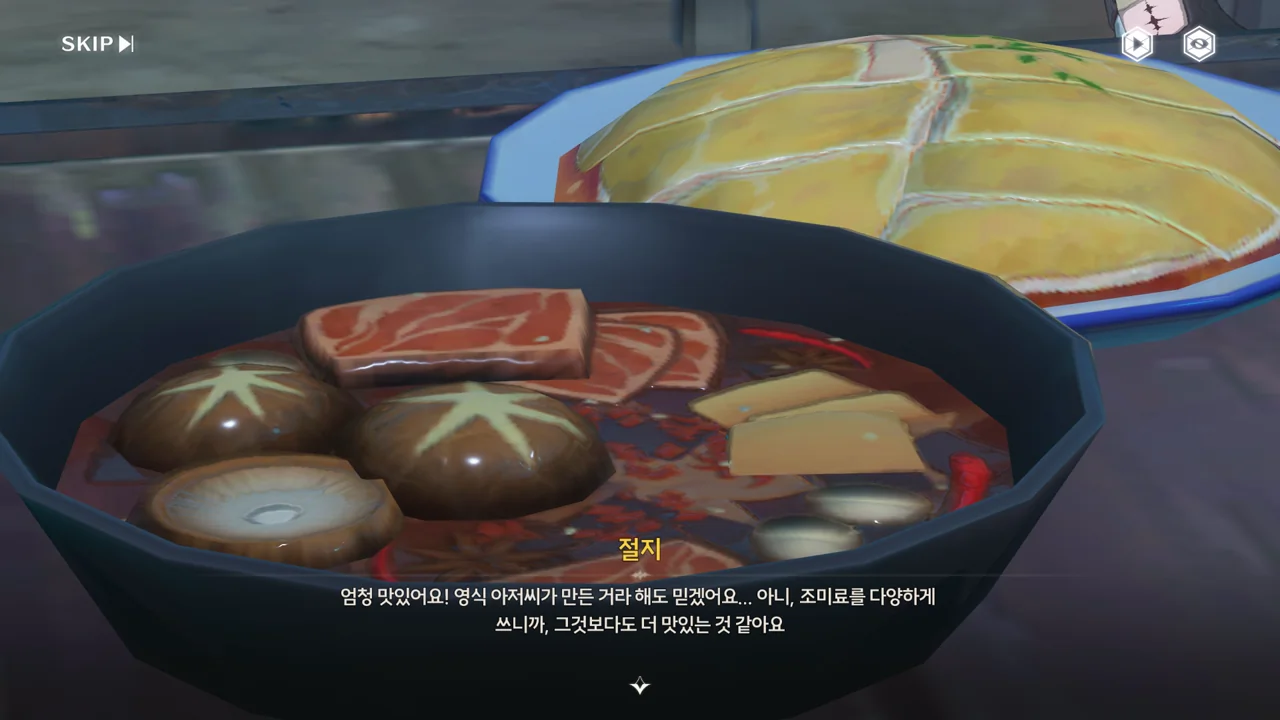 SKIP
절지
엄청 맛있어요! 영식 아저씨가 만든 거라 해도 믿겠어요... 아니, 조미료를 다양하게
쓰니까, 그것보다도 더 맛있는 것 같아요